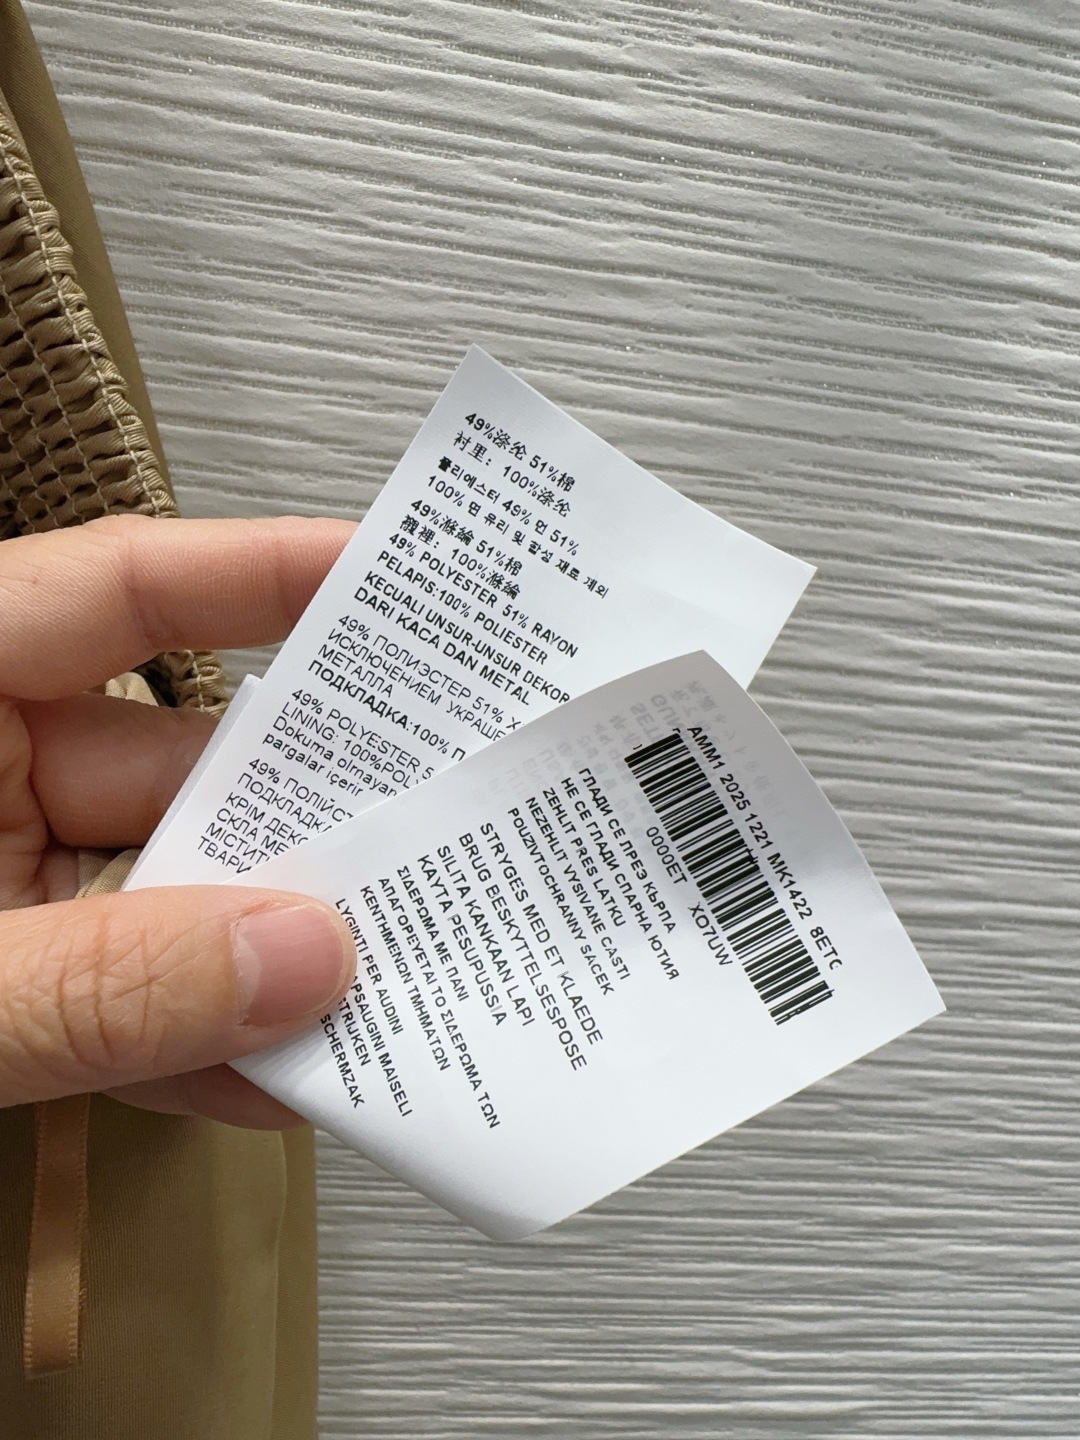 49%涤纶 51%棉
衬里: 100%涤纶
폴리에스터 49% 면 51%
100% 면 유리 및 합성 재료 제외
49%滌綸 51%棉
襯裡: 100%滌綸
49% POLYESTER 51% RAYON
PELAPIS:100% POLIESTER
KECUALI UNSUR-UNSUR DEKOR
DARI KACA DAN METAL
49% ПОЛИЭСТЕР 51% Х
ИСКЛЮЧЕНИЕМ УКРАШЕ
МЕТАЛЛА
ПОДКЛАДКА:100% П
49% POLYESTER 5
LINING: 100%POLY
Dokuma olmayan
pargalar içerir
49% ПОЛІЙСТ
ПОДКЛАДКА
КРІМ ДЕКО
СКЛА МЕ
МІСТИТЬ
ТВАРИ
AMM1 2025 1221 MK1422 8ETC
0000ET XO7UW
ГЛАДИ СЕ ПРЕЗ КЪРПА
НЕ СЕ ГЛАДИ СПАРНА ЮТИЯ
ZEHLIT PRES LATKU
NEZEHLIT VYSIVANE CASTI
POUZIVTOCHRANNY SACEK
STRYGES MED ET KLAEDE
BRUG BESKYTTELSESPOSE
SILITA KANKAAN LAPI
KAYTA PESUPUSSIA
ΣΙΔΕΡΩΜΑ ΜΕ ΠΑΝΙ
ΑΠΑΓΟΡΕΥΕΤΑΙ ΤΟ ΣΙΔΕΡΩΜΑ ΤΩΝ
ΚΕΝΤΗΜΕΝΩΝ ΤΜΗΜΑΤΩΝ
LYGINTI PER AUDINI
APSAUGINI MAISELI
STRIJKEN
SCHERMZAK